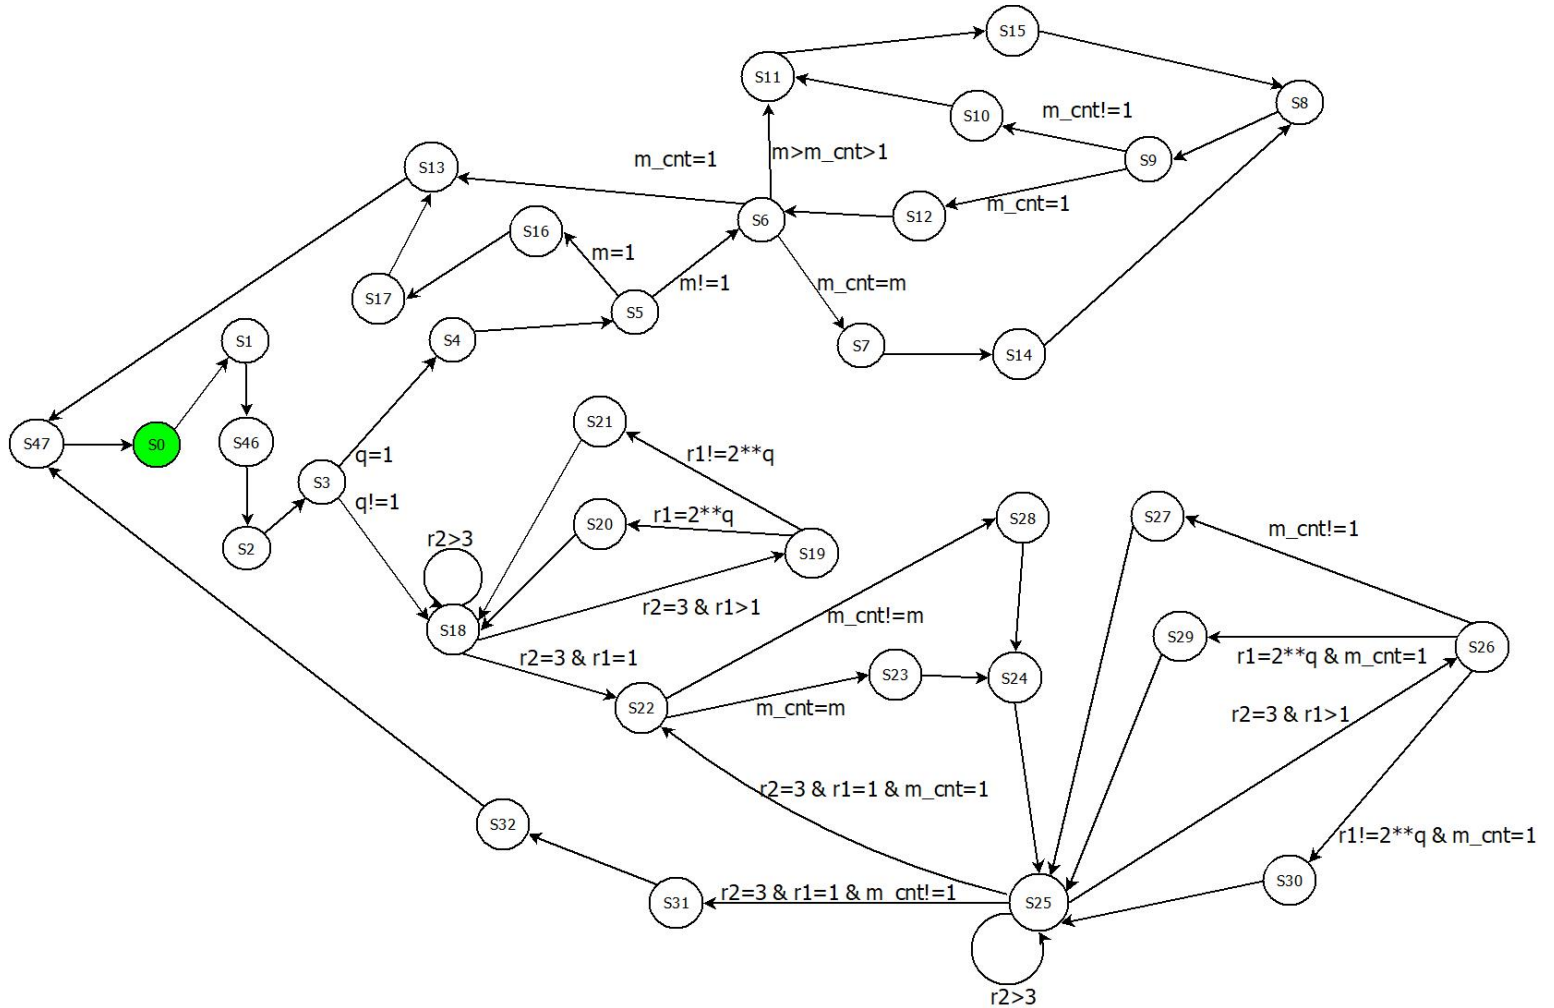 S15
S11
S8
S10
m_cnt!=1
m>m_cnt>1
S9
m_cnt=1
S13
S12
m_cnt=1
S6
S16
m=1
m!=1
m_cnt=m
S17
S5
S1
S4
S7
S14
S47
S0
S46
S21
q=1
r1!=2**q
S3
q!=1
S20
r1=2**q
S28
S27
m_cnt!=1
S2
r2>3
S19
r2=3 & r1>1
m_cnt!=m
S18
S29
r1=2**q & m_cnt=1
S26
r2=3 & r1=1
S23
S24
S22
m_cnt=m
r2=3 & r1>1
r2=3 & r1=1 & m_cnt=1
S32
r1!=2**q & m_cnt=1
S30
S31
r2=3 & r1=1 & m_cnt!=1
S25
r2>3